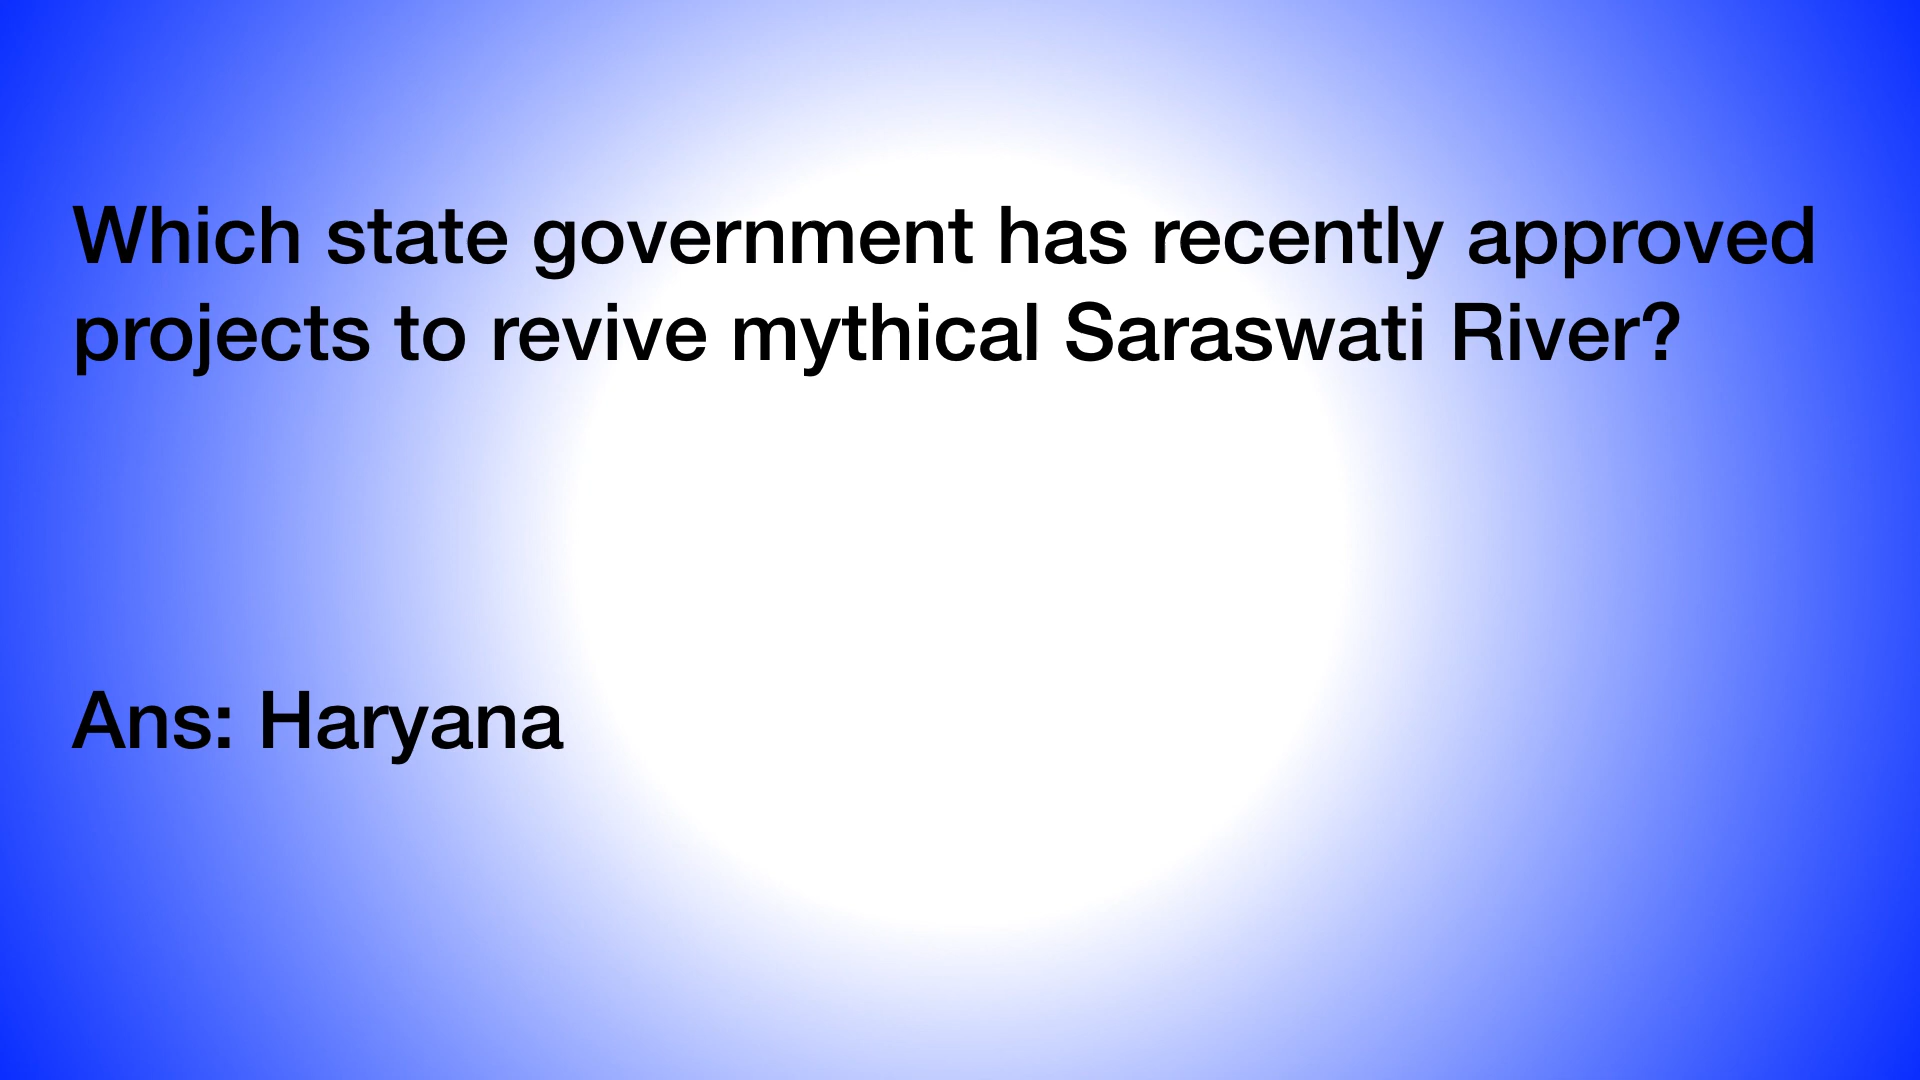 Which state government has recently approved
projects to revive mythical Saraswati River?
Ans: Haryana